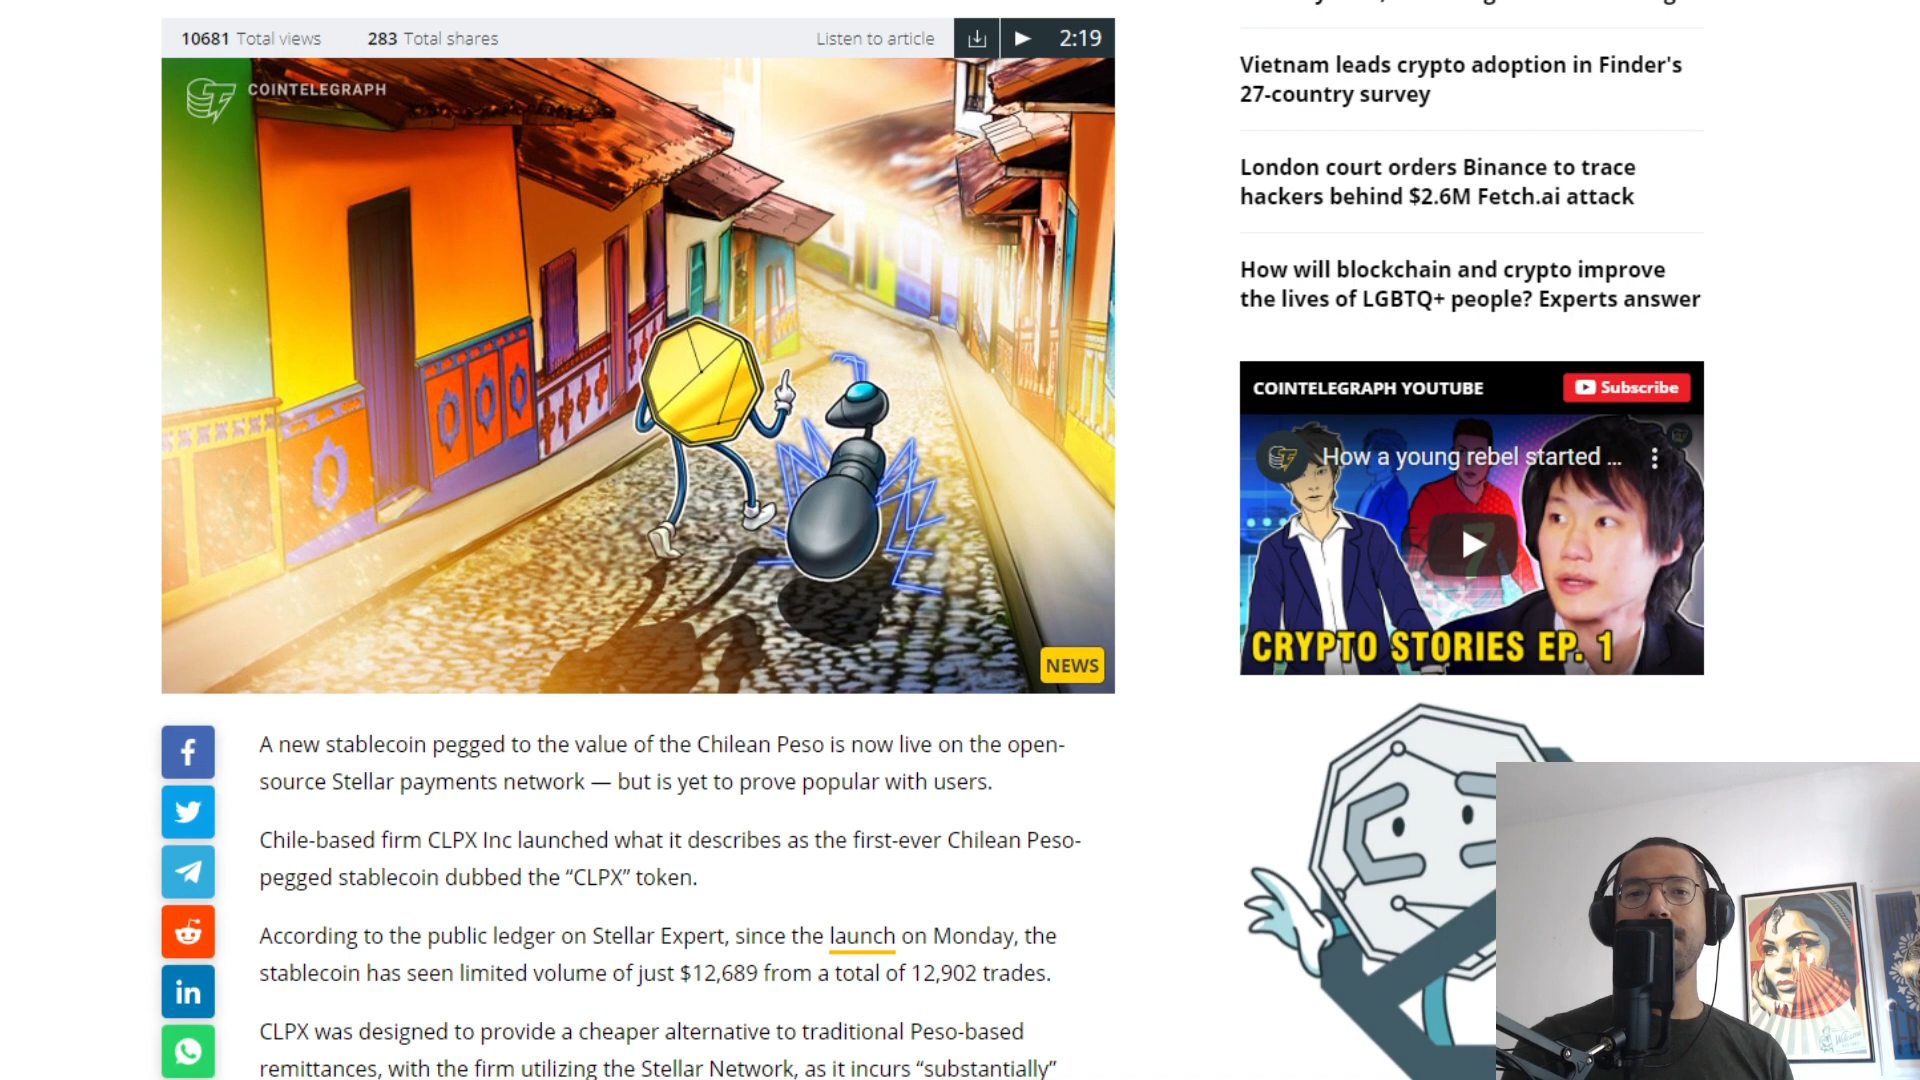 10681 Total views 283 Total shares Listen to article 2:19
COINTELEGRAPH
NEWS
A new stablecoin pegged to the value of the Chilean Peso is now live on the open-
source Stellar payments network — but is yet to prove popular with users.
Chile-based firm CLPX Inc launched what it describes as the first-ever Chilean Peso-
pegged stablecoin dubbed the “CLPX” token.
According to the public ledger on Stellar Expert, since the launch on Monday, the
stablecoin has seen limited volume of just $12,689 from a total of 12,902 trades.
CLPX was designed to provide a cheaper alternative to traditional Peso-based
remittances, with the firm utilizing the Stellar Network, as it incurs “substantially”
Vietnam leads crypto adoption in Finder's
27-country survey
London court orders Binance to trace
hackers behind $2.6M Fetch.ai attack
How will blockchain and crypto improve
the lives of LGBTQ+ people? Experts answer
COINTELEGRAPH YOUTUBE
Subscribe
How a young rebel started ...
CRYPTO STORIES EP. 1